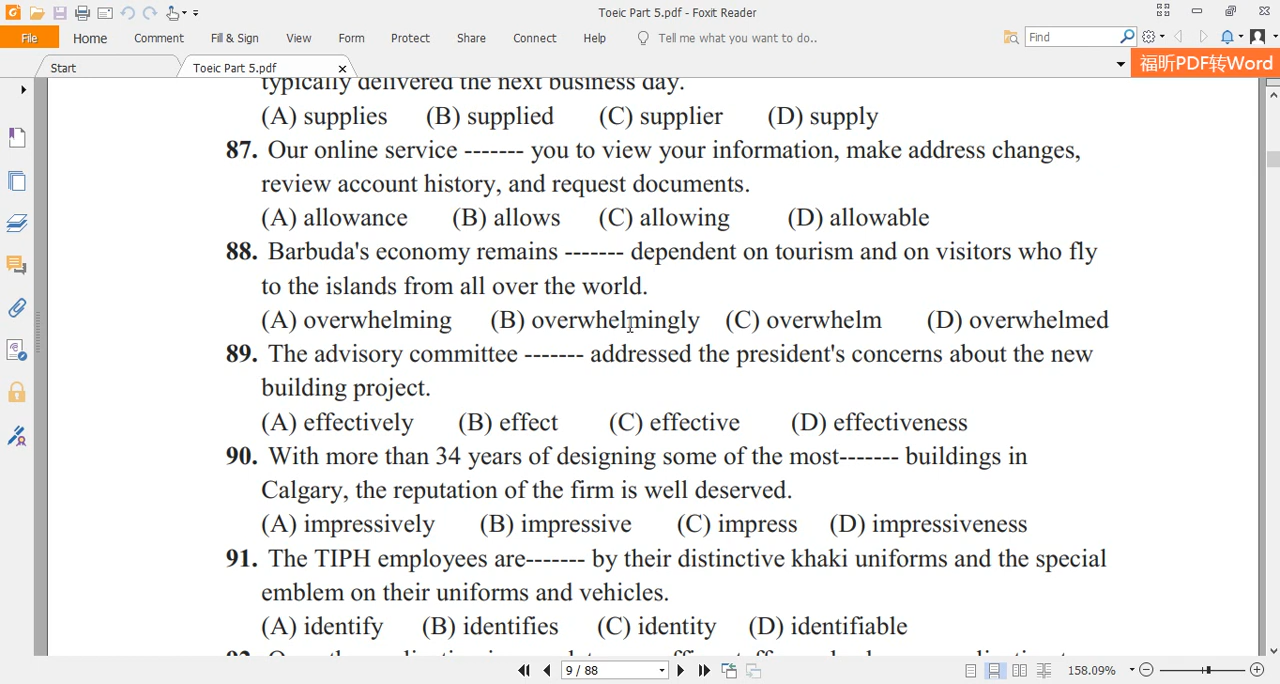 Toeic Part 5.pdf - Foxit Reader
File Home Comment Fill & Sign View Form Protect Share Connect Help Tell me what you want to do.. Find
Start Toeic Part 5.pdf 福昕PDF转Word
typically delivered the next business day.
(A) supplies (B) supplied (C) supplier (D) supply
87. Our online service ------- you to view your information, make address changes,
review account history, and request documents.
(A) allowance (B) allows (C) allowing (D) allowable
88. Barbuda's economy remains ------- dependent on tourism and on visitors who fly
to the islands from all over the world.
(A) overwhelming (B) overwhelmingly (C) overwhelm (D) overwhelmed
89. The advisory committee ------- addressed the president's concerns about the new
building project.
(A) effectively (B) effect (C) effective (D) effectiveness
90. With more than 34 years of designing some of the most------- buildings in
Calgary, the reputation of the firm is well deserved.
(A) impressively (B) impressive (C) impress (D) impressiveness
91. The TIPH employees are------- by their distinctive khaki uniforms and the special
emblem on their uniforms and vehicles.
(A) identify (B) identifies (C) identity (D) identifiable
9 / 88 158.09%